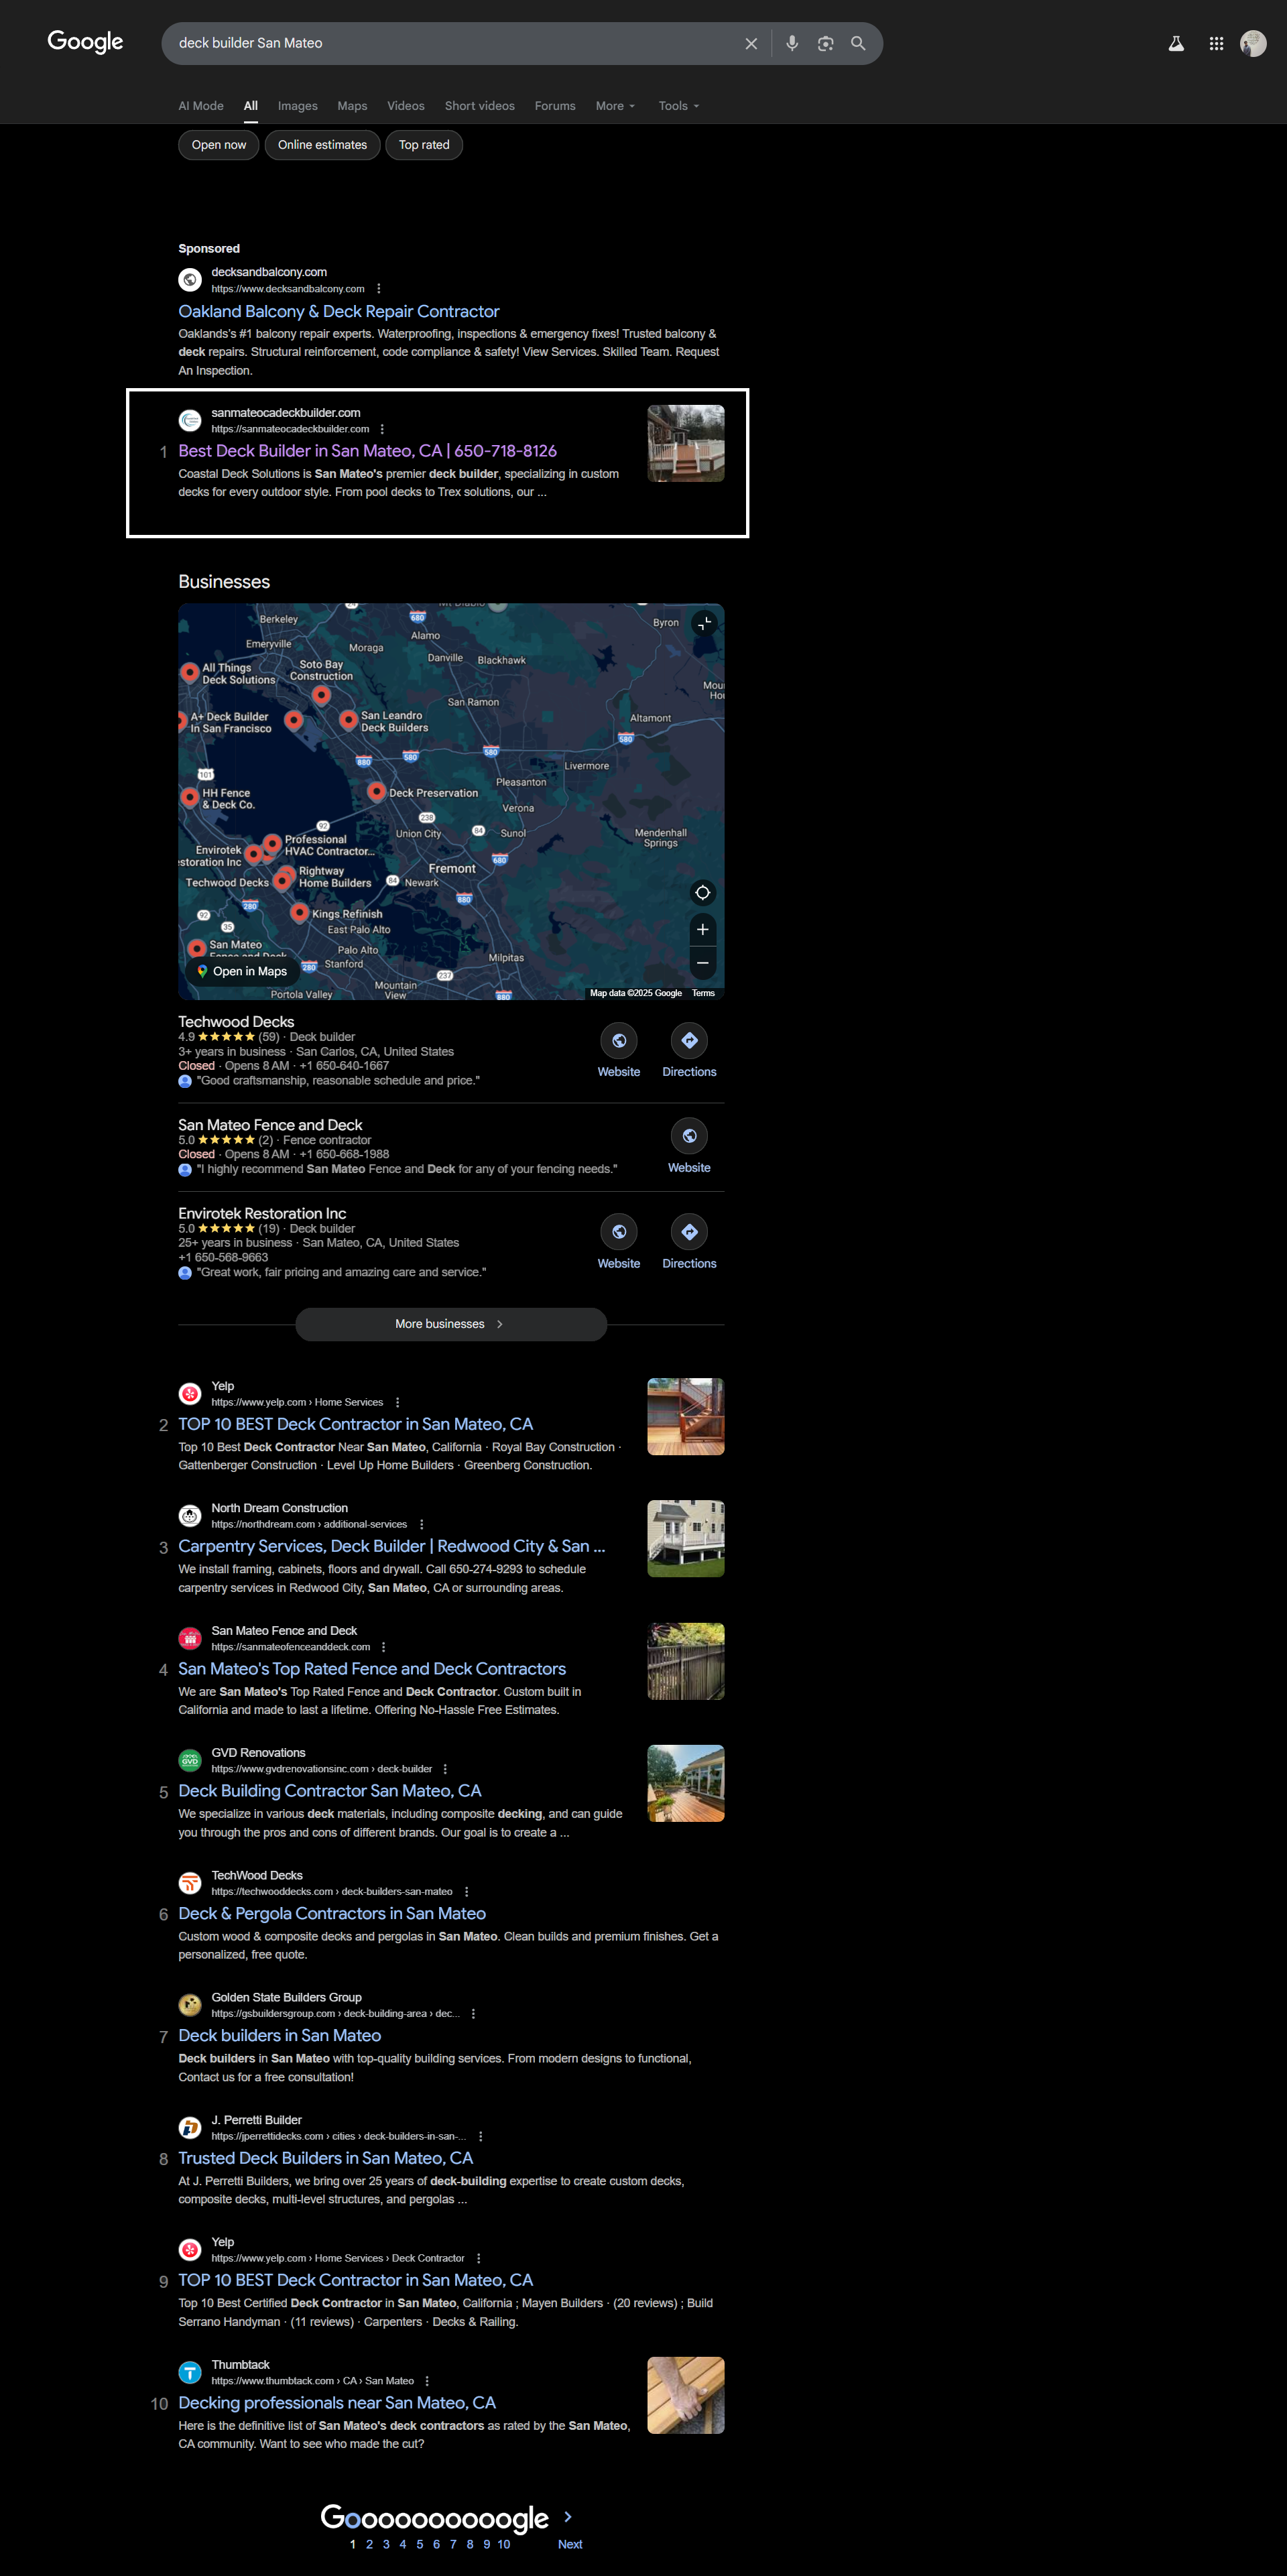 Google
deck builder San Mateo
AI Mode All Images Maps Videos Short videos Forums More Tools
Open now Online estimates Top rated
Sponsored
decksandbalcony.com
https://www.decksandbalcony.com
Oakland Balcony & Deck Repair Contractor
Oaklands's #1 balcony repair experts. Waterproofing, inspections & emergency fixes! Trusted balcony &
deck repairs. Structural reinforcement, code compliance & safety! View Services. Skilled Team. Request
An Inspection.
sanmateocadeckbuilder.com
https://sanmateocadeckbuilder.com
1 Best Deck Builder in San Mateo, CA | 650-718-8126
Coastal Deck Solutions is San Mateo's premier deck builder, specializing in custom
decks for every outdoor style. From pool decks to Trex solutions, our ...
Businesses
Berkeley
680
Byron
Emeryville
Alamo
Moraga
Danville Blackhawk
All Things
Deck Solutions
Soto Bay
Construction
San Ramon
A+ Deck Builder
In San Francisco
San Leandro
Deck Builders
Altamont
580
880
580
580
Livermore
101
Pleasanton
HH Fence
& Deck Co.
Deck Preservation
Verona
92
238
Union City
84
Sunol
Mendenhall
Springs
Professional
HVAC Contractor...
Envirotek
storation Inc
680
Rightway
Home Builders
Fremont
Techwood Decks
84
Newark
280
880
92
Kings Refinish
35
East Palo Alto
San Mateo
Palo Alto
Milpitas
Open in Maps
280
Stanford
237
Mountain
View
Portola Valley
880
Map data ©2025 Google Terms
Techwood Decks
4.9 (59) · Deck builder
3+ years in business · San Carlos, CA, United States
Closed · Opens 8 AM · +1 650-640-1667
"Good craftsmanship, reasonable schedule and price."
Website Directions
San Mateo Fence and Deck
5.0 (2) · Fence contractor
Closed · Opens 8 AM · +1 650-668-1988
"I highly recommend San Mateo Fence and Deck for any of your fencing needs."
Website
Envirotek Restoration Inc
5.0 (19) · Deck builder
25+ years in business · San Mateo, CA, United States
+1 650-568-9663
"Great work, fair pricing and amazing care and service."
Website Directions
More businesses
Yelp
https://www.yelp.com › Home Services
2 TOP 10 BEST Deck Contractor in San Mateo, CA
Top 10 Best Deck Contractor Near San Mateo, California · Royal Bay Construction ·
Gattenberger Construction · Level Up Home Builders · Greenberg Construction.
North Dream Construction
https://northdream.com › additional-services
3 Carpentry Services, Deck Builder | Redwood City & San ...
We install framing, cabinets, floors and drywall. Call 650-274-9293 to schedule
carpentry services in Redwood City, San Mateo, CA or surrounding areas.
San Mateo Fence and Deck
https://sanmateofenceanddeck.com
4 San Mateo's Top Rated Fence and Deck Contractors
We are San Mateo's Top Rated Fence and Deck Contractor. Custom built in
California and made to last a lifetime. Offering No-Hassle Free Estimates.
GVD
GVD Renovations
https://www.gvdrenovationsinc.com › deck-builder
5 Deck Building Contractor San Mateo, CA
We specialize in various deck materials, including composite decking, and can guide
you through the pros and cons of different brands. Our goal is to create a ...
TechWood Decks
https://techwooddecks.com › deck-builders-san-mateo
6 Deck & Pergola Contractors in San Mateo
Custom wood & composite decks and pergolas in San Mateo. Clean builds and premium finishes. Get a
personalized, free quote.
Golden State Builders Group
https://gsbuildersgroup.com › deck-building-area › dec...
7 Deck builders in San Mateo
Deck builders in San Mateo with top-quality building services. From modern designs to functional,
Contact us for a free consultation!
J. Perretti Builder
https://jperrettidecks.com › cities › deck-builders-in-san-...
8 Trusted Deck Builders in San Mateo, CA
At J. Perretti Builders, we bring over 25 years of deck-building expertise to create custom decks,
composite decks, multi-level structures, and pergolas ...
Yelp
https://www.yelp.com › Home Services › Deck Contractor
9 TOP 10 BEST Deck Contractor in San Mateo, CA
Top 10 Best Certified Deck Contractor in San Mateo, California ; Mayen Builders · (20 reviews) ; Build
Serrano Handyman · (11 reviews) · Carpenters · Decks & Railing.
Thumbtack
https://www.thumbtack.com › CA › San Mateo
10 Decking professionals near San Mateo, CA
Here is the definitive list of San Mateo's deck contractors as rated by the San Mateo,
CA community. Want to see who made the cut?
Goooooooooogle
1 2 3 4 5 6 7 8 9 10 Next